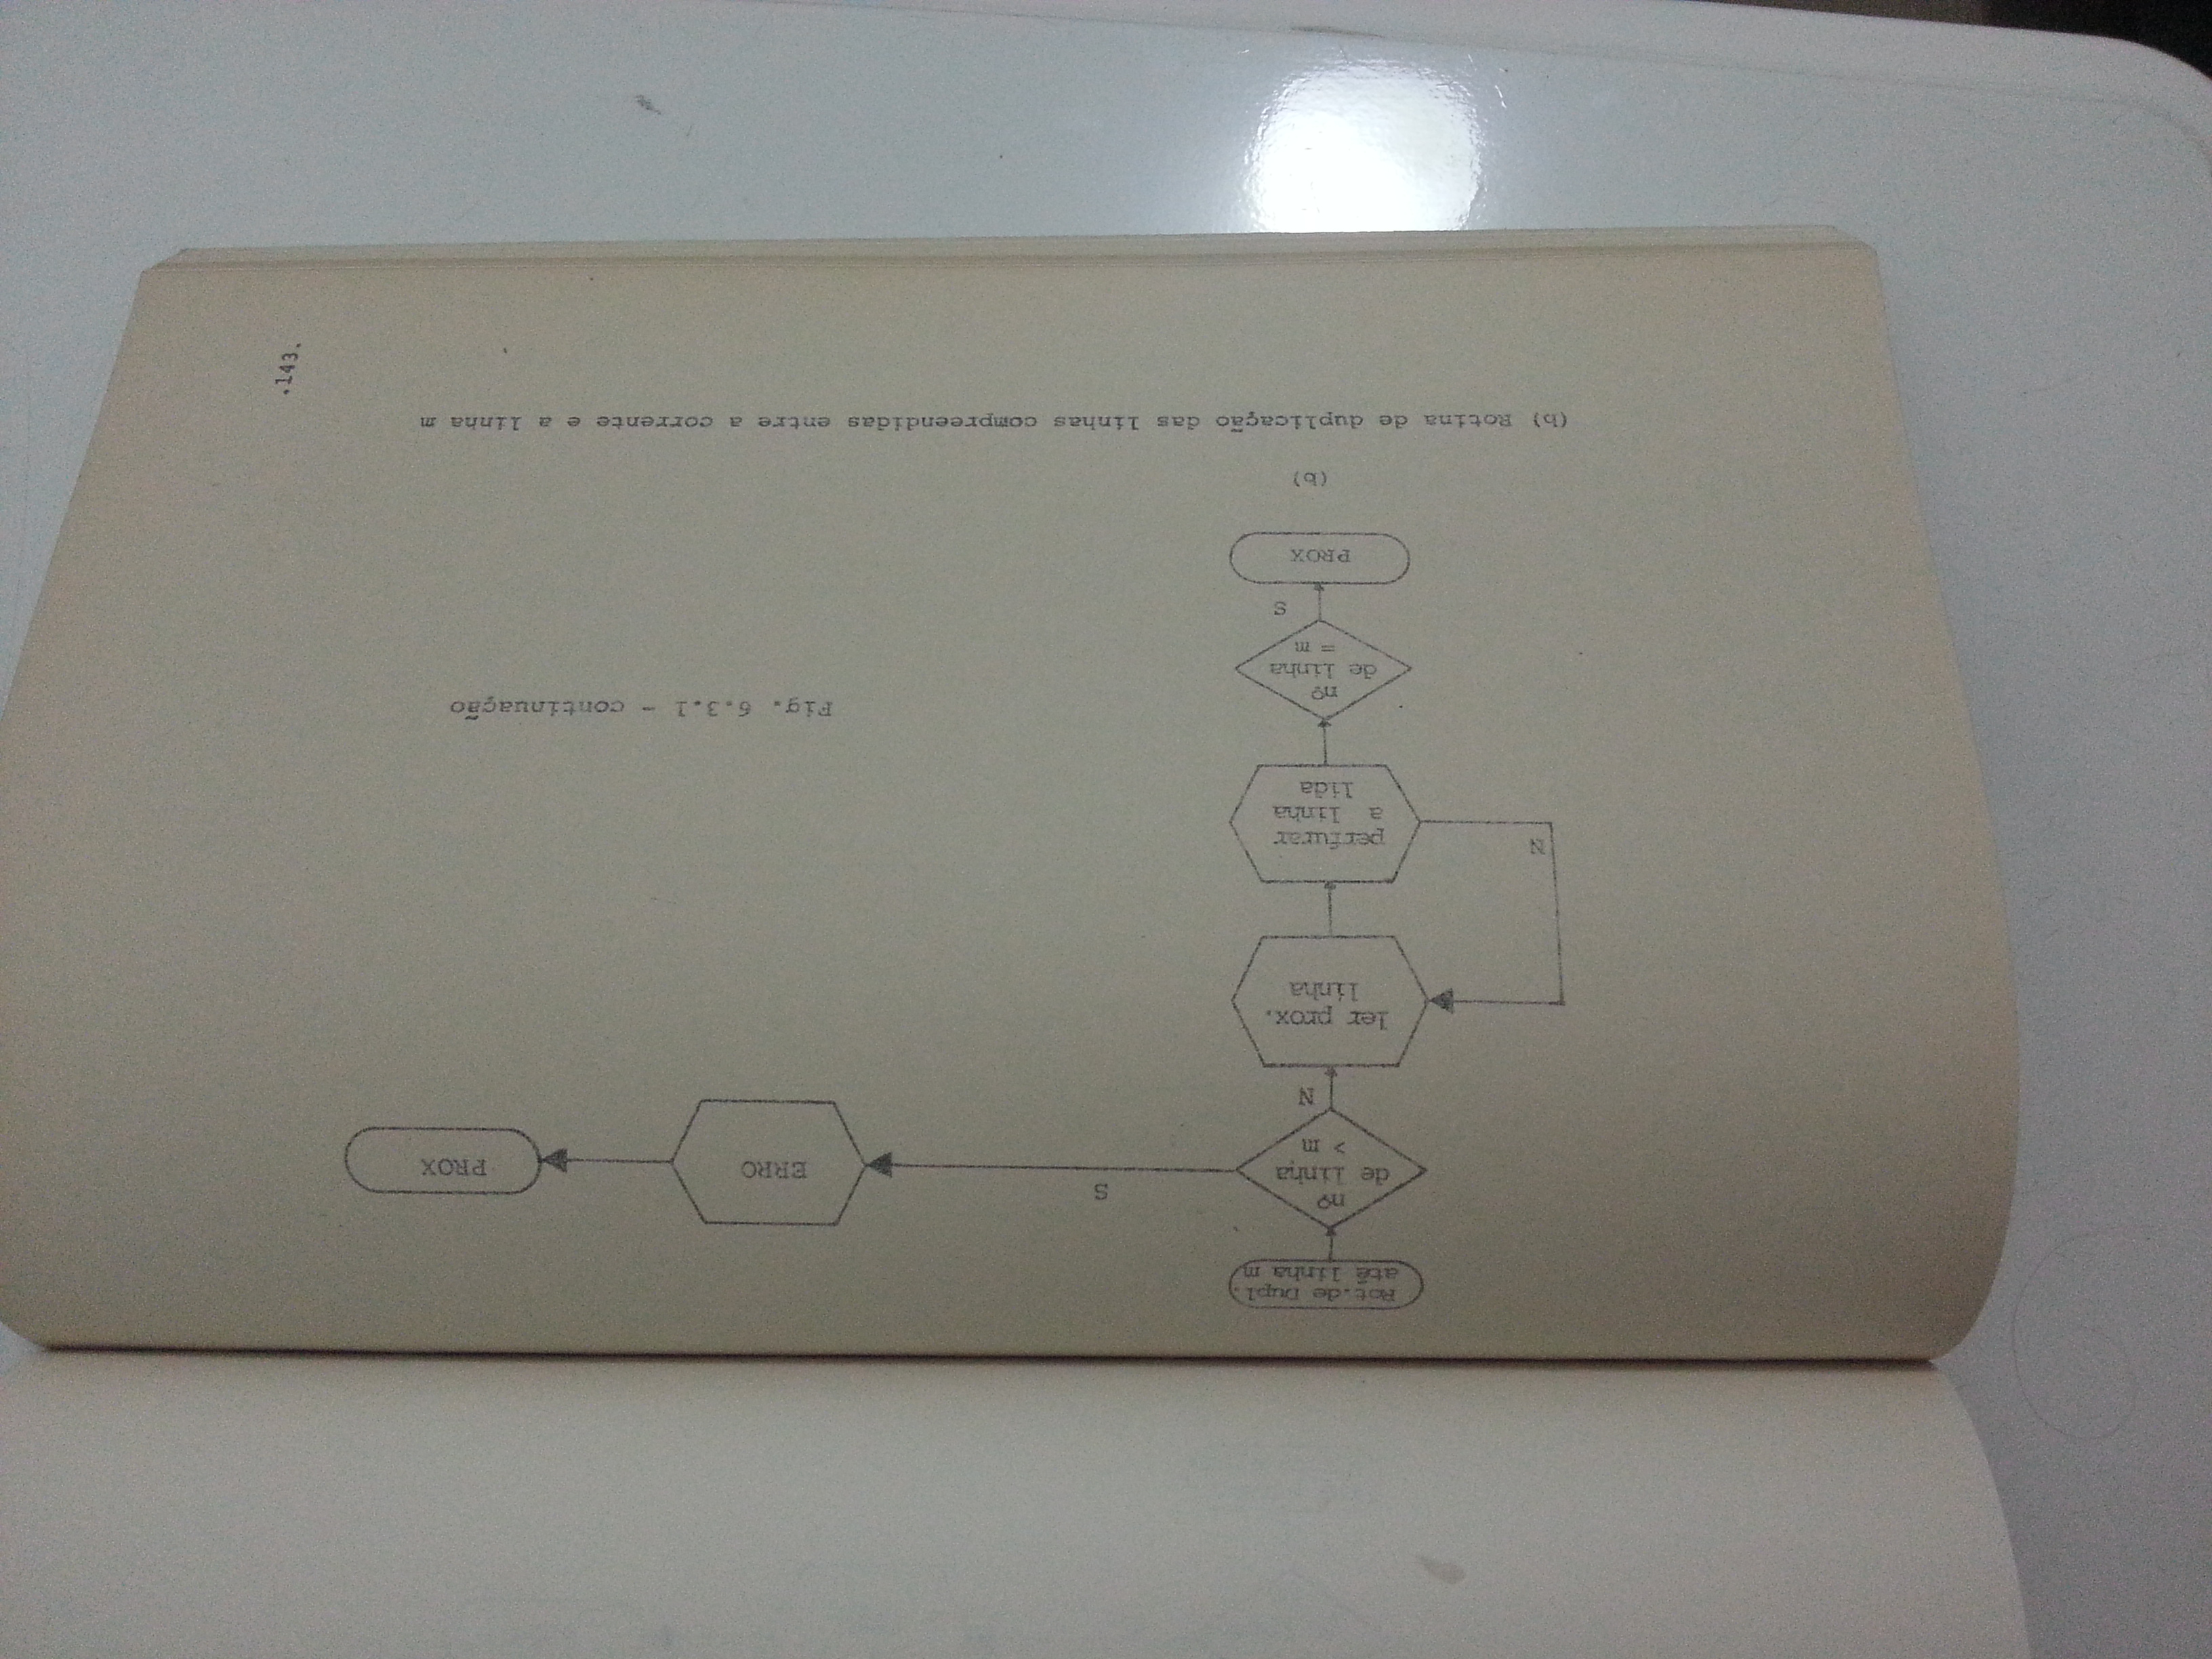 .143.
Rot.de Dupl.
até linha m
nº
de linha
> m
S
ERRO
PROX
N
ler prox.
linha
perfurar
a linha
lida
N
nº
de linha
= m
S
PROX
(b)
Fig. 6.3.1 - continuação
(b) Rotina de duplicação das linhas compreendidas entre a corrente e a linha m